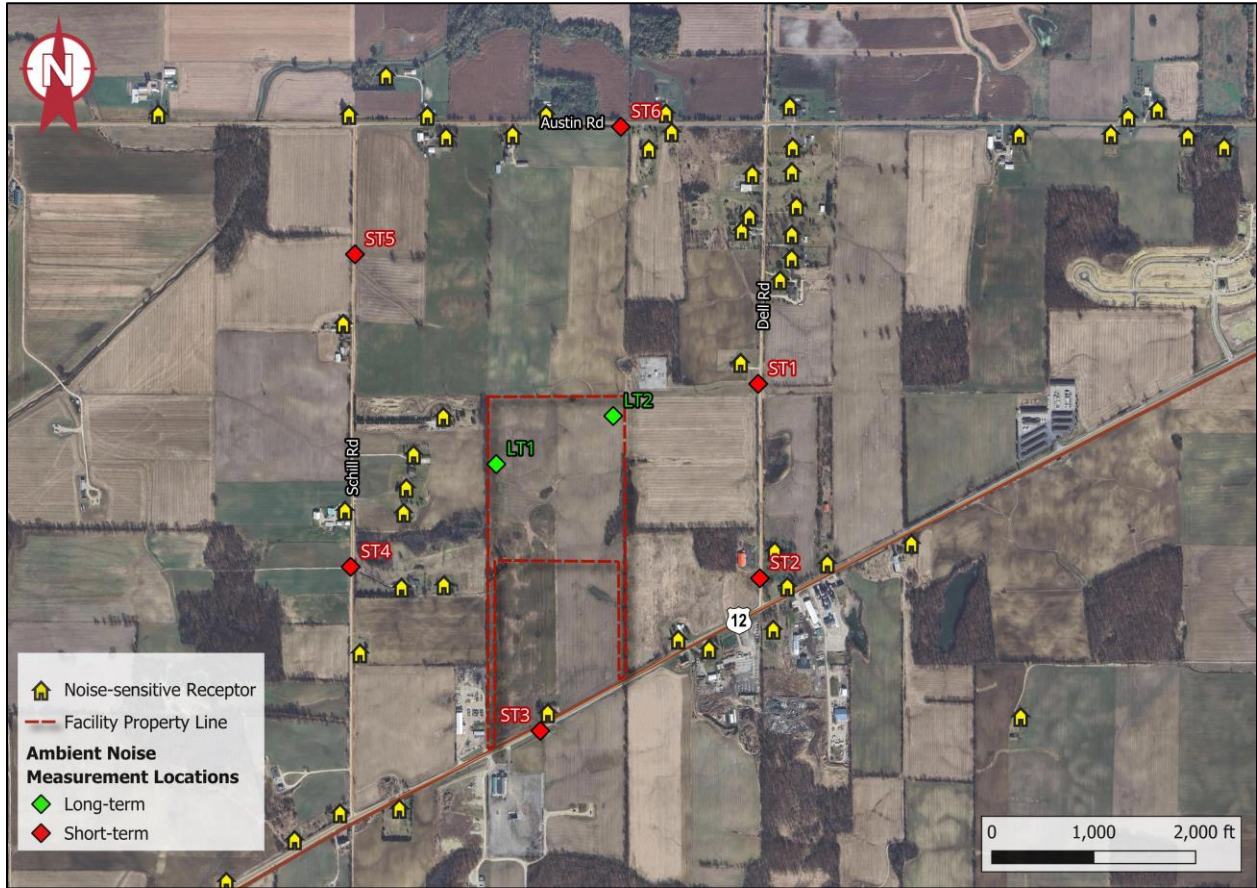 N
ST6
Austin Rd
ST5
Dell Rd
ST1
LT2
LT1
Schill Rd
ST4
ST2
12
ST3
Noise-sensitive Receptor
Facility Property Line
Ambient Noise
Measurement Locations
Long-term
Short-term
0 1,000 2,000 ft